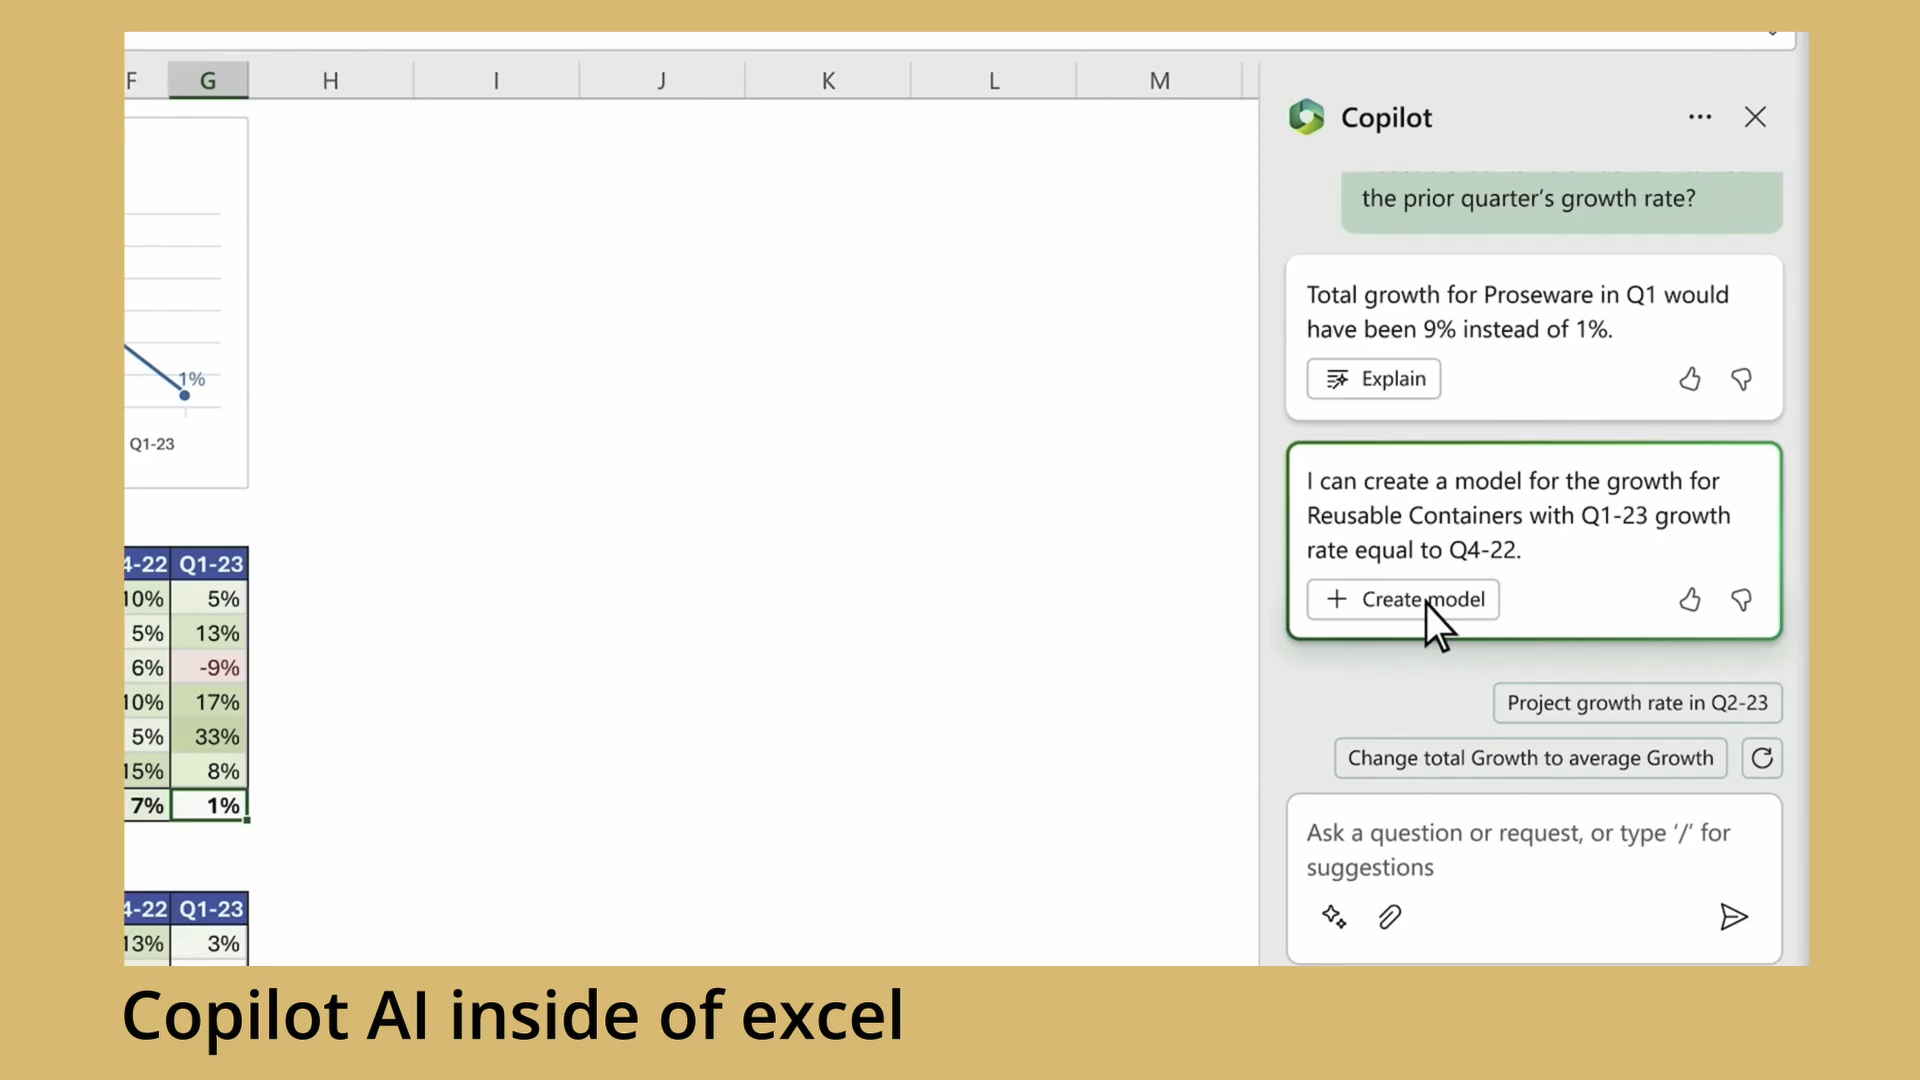 F G H I J K L M
Copilot
the prior quarter's growth rate?
Total growth for Proseware in Q1 would
have been 9% instead of 1%.
Explain
I can create a model for the growth for
Reusable Containers with Q1-23 growth
rate equal to Q4-22.
Create model
Project growth rate in Q2-23
Change total Growth to average Growth
Ask a question or request, or type '/' for
suggestions
1%
Q1-23
4-22 Q1-23
10% 5%
5% 13%
6% -9%
10% 17%
5% 33%
15% 8%
7% 1%
4-22 Q1-23
13% 3%
Copilot AI inside of excel